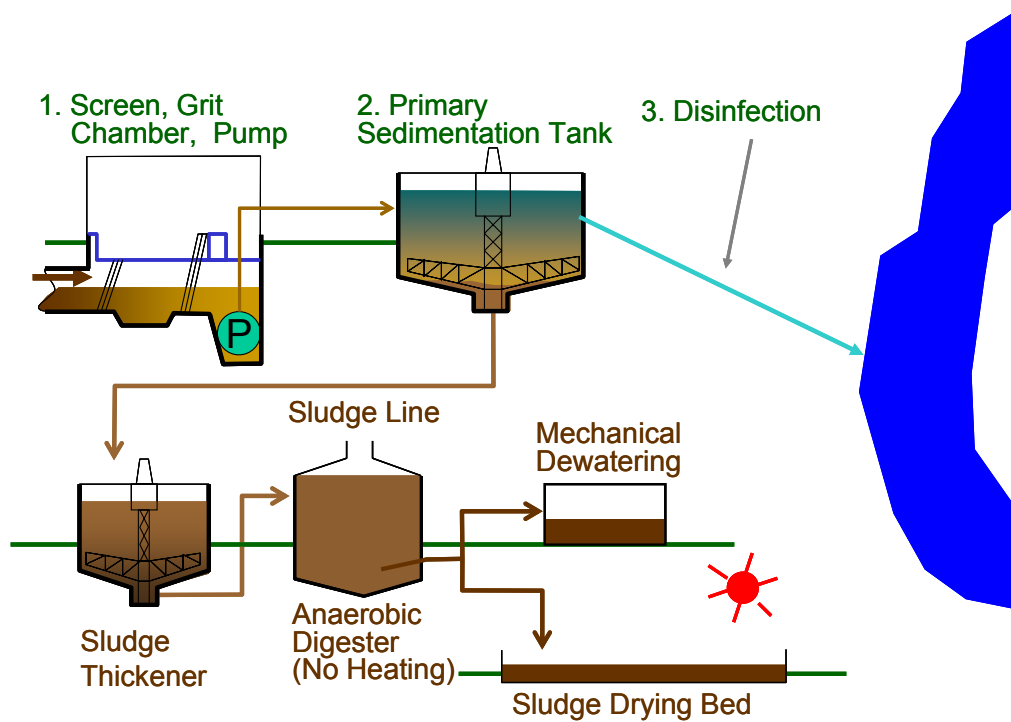 1. Screen, Grit
Chamber, Pump
2. Primary
Sedimentation Tank
3. Disinfection
P
Sludge Line
Mechanical
Dewatering
Sludge
Thickener
Anaerobic
Digester
(No Heating)
Sludge Drying Bed